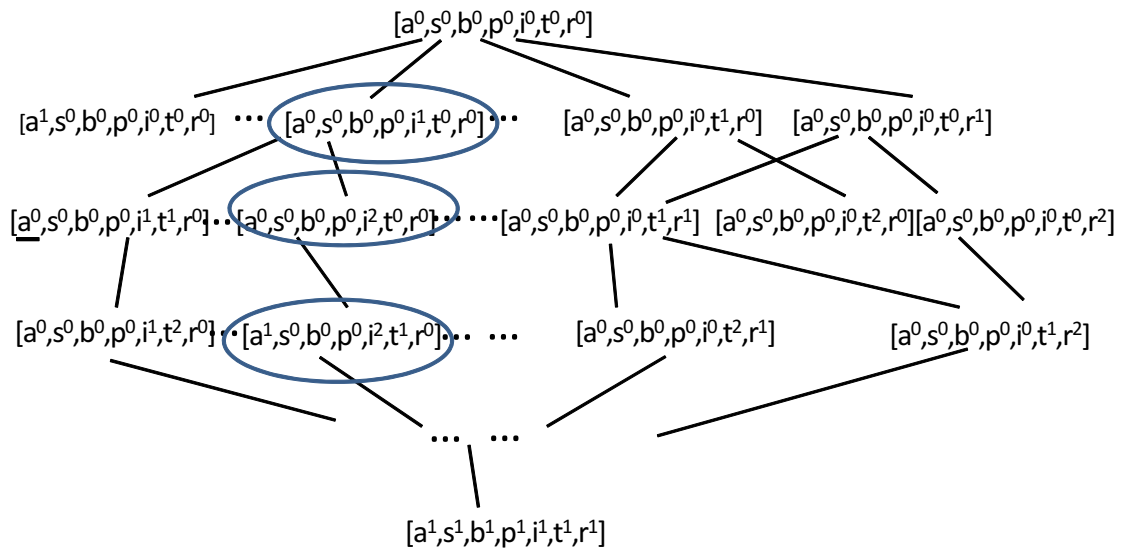 [a⁰,s⁰,b⁰,p⁰,i⁰,t⁰,r⁰]
[a¹,s⁰,b⁰,p⁰,i⁰,t⁰,r⁰] ... [a⁰,s⁰,b⁰,p⁰,i¹,t⁰,r⁰] ... [a⁰,s⁰,b⁰,p⁰,i⁰,t¹,r⁰] [a⁰,s⁰,b⁰,p⁰,i⁰,t⁰,r¹]
[a⁰,s⁰,b⁰,p⁰,i¹,t¹,r⁰] ... [a⁰,s⁰,b⁰,p⁰,i²,t⁰,r⁰] ... ... [a⁰,s⁰,b⁰,p⁰,i⁰,t¹,r¹] [a⁰,s⁰,b⁰,p⁰,i⁰,t²,r⁰] [a⁰,s⁰,b⁰,p⁰,i⁰,t⁰,r²]
[a⁰,s⁰,b⁰,p⁰,i¹,t²,r⁰] ... [a¹,s⁰,b⁰,p⁰,i²,t¹,r⁰] ... ... [a⁰,s⁰,b⁰,p⁰,i⁰,t²,r¹] [a⁰,s⁰,b⁰,p⁰,i⁰,t¹,r²]
... ...
[a¹,s¹,b¹,p¹,i¹,t¹,r¹]